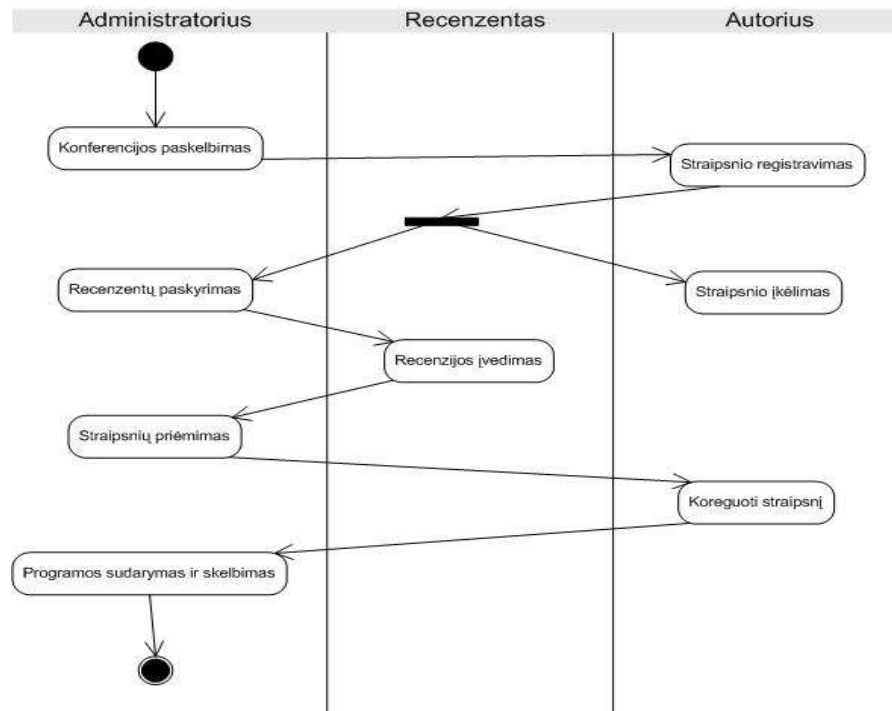 Administratorius
Recenzentas
Autorius
Konferencijos paskelbimas
Straipsnio registravimas
Recenzentų paskyrimas
Straipsnio įkėlimas
Recenzijos įvedimas
Straipsnių priėmimas
Koreguoti straipsnį
Programos sudarymas ir skelbimas